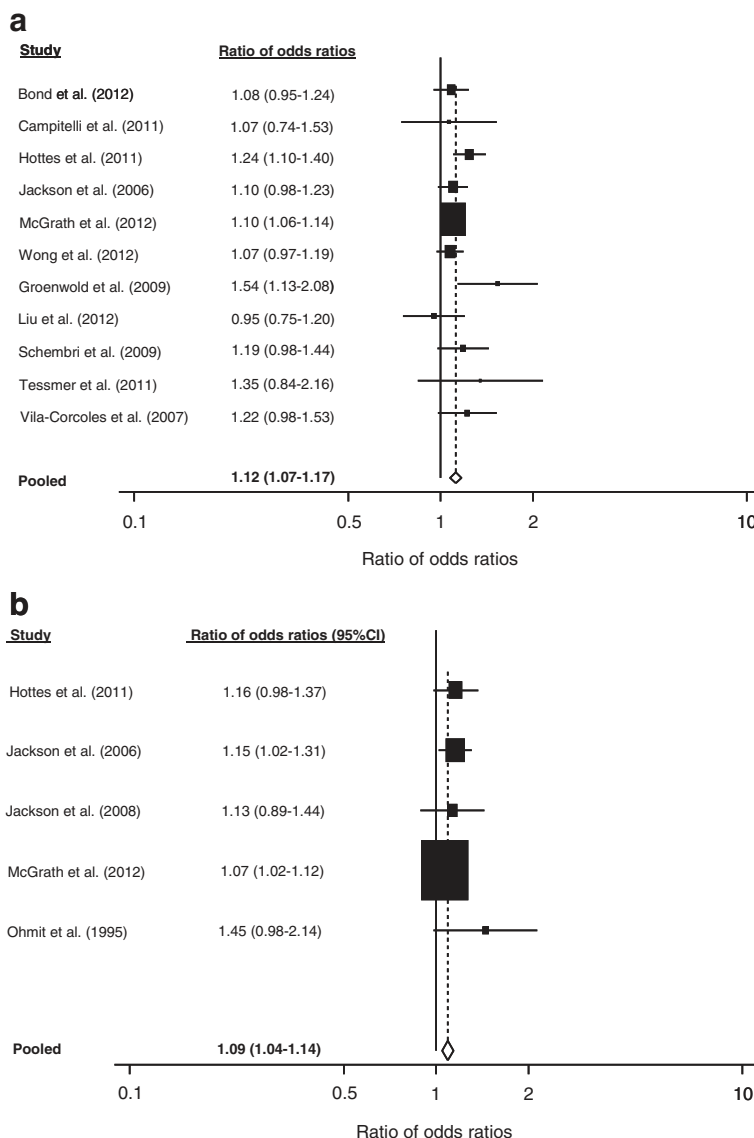 a
Study Ratio of odds ratios
Bond et al. (2012) 1.08 (0.95-1.24)
Campitelli et al. (2011) 1.07 (0.74-1.53)
Hottes et al. (2011) 1.24 (1.10-1.40)
Jackson et al. (2006) 1.10 (0.98-1.23)
McGrath et al. (2012) 1.10 (1.06-1.14)
Wong et al. (2012) 1.07 (0.97-1.19)
Groenwold et al. (2009) 1.54 (1.13-2.08)
Liu et al. (2012) 0.95 (0.75-1.20)
Schembri et al. (2009) 1.19 (0.98-1.44)
Tessmer et al. (2011) 1.35 (0.84-2.16)
Vila-Corcoles et al. (2007) 1.22 (0.98-1.53)
Pooled 1.12 (1.07-1.17)
0.1 0.5 1 2 10
Ratio of odds ratios
b
Study Ratio of odds ratios (95%CI)
Hottes et al. (2011) 1.16 (0.98-1.37)
Jackson et al. (2006) 1.15 (1.02-1.31)
Jackson et al. (2008) 1.13 (0.89-1.44)
McGrath et al. (2012) 1.07 (1.02-1.12)
Ohmit et al. (1995) 1.45 (0.98-2.14)
Pooled 1.09 (1.04-1.14)
0.1 0.5 1 2 10
Ratio of odds ratios